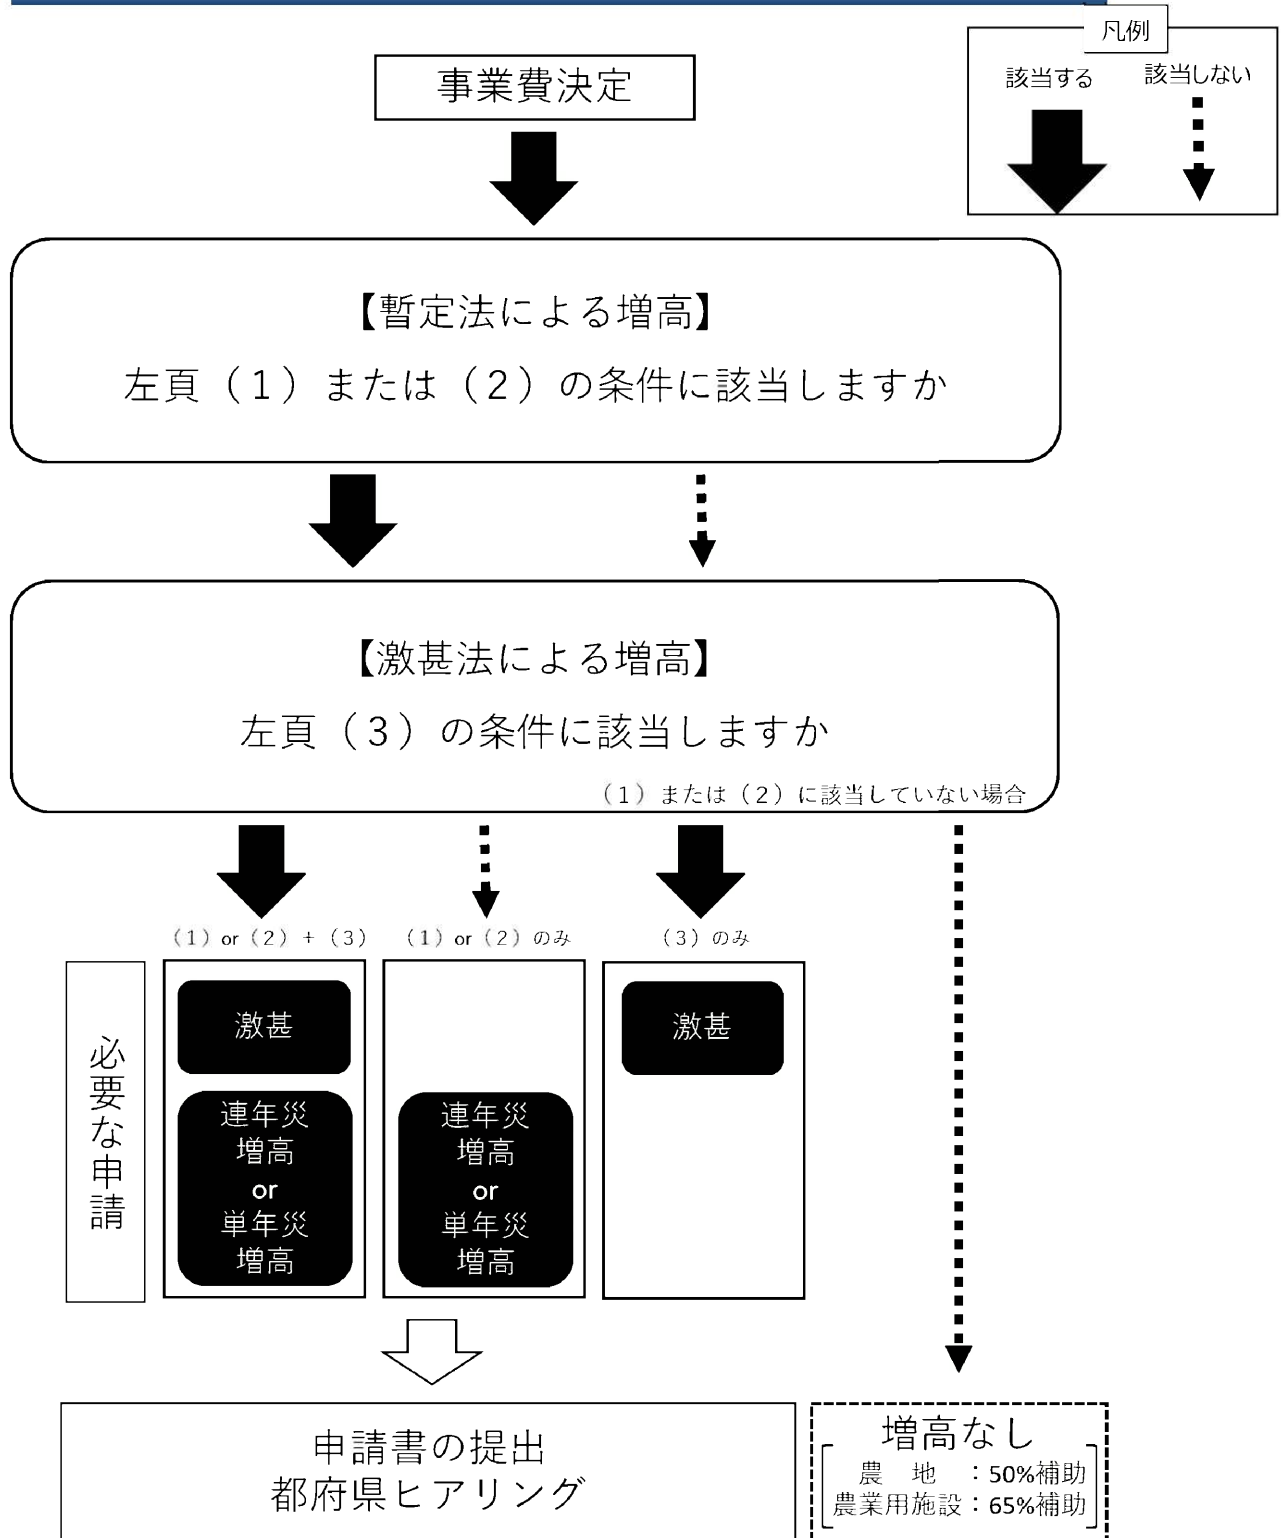 凡例
該当する
該当しない
事業費決定
【暫定法による増高】
左頁（1）または（2）の条件に該当しますか
【激甚法による増高】
左頁（3）の条件に該当しますか
（1）または（2）に該当していない場合
（1）or（2）+（3）
（1）or（2）のみ
（3）のみ
必要な申請
激甚
連年災
増高
or
単年災
増高
連年災
増高
or
単年災
増高
激甚
申請書の提出
都府県ヒアリング
増高なし
農　地　：50%補助
農業用施設：65%補助